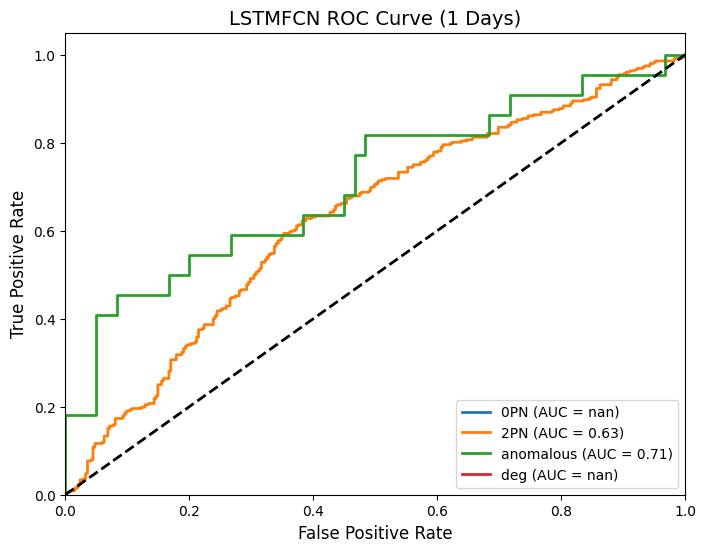 LSTMFCN ROC Curve (1 Days)
True Positive Rate
1.0
0.8
0.6
0.4
0.2
0.0
0PN (AUC = nan)
2PN (AUC = 0.63)
anomalous (AUC = 0.71)
deg (AUC = nan)
0.0 0.2 0.4 0.6 0.8 1.0
False Positive Rate